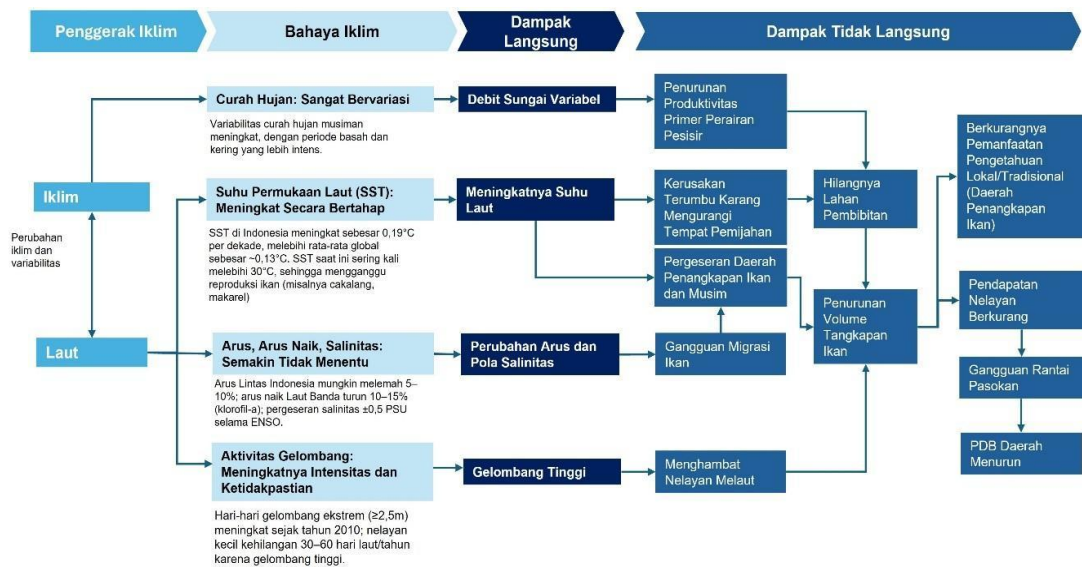 Penggerak Iklim
Bahaya Iklim
Dampak
Langsung
Dampak Tidak Langsung
Iklim
Perubahan
iklim dan
variabilitas
Laut
Curah Hujan: Sangat Bervariasi
Variabilitas curah hujan musiman
meningkat, dengan periode basah dan
kering yang lebih intens.
Debit Sungai Variabel
Penurunan
Produktivitas
Primer Perairan
Pesisir
Suhu Permukaan Laut (SST):
Meningkat Secara Bertahap
SST di Indonesia meningkat sebesar 0,19°C
per dekade, melebihi rata-rata global
sebesar ~0,13°C. SST saat ini sering kali
melebihi 30°C, sehingga mengganggu
reproduksi ikan (misalnya cakalang,
makarel)
Meningkatnya Suhu
Laut
Kerusakan
Terumbu Karang
Mengurangi
Tempat Pemijahan
Hilangnya
Lahan
Pembibitan
Pergeseran Daerah
Penangkapan Ikan
dan Musim
Arus, Arus Naik, Salinitas:
Semakin Tidak Menentu
Arus Lintas Indonesia mungkin melemah 5–
10%; arus naik Laut Banda turun 10–15%
(klorofil-a); pergeseran salinitas ±0,5 PSU
selama ENSO.
Perubahan Arus dan
Pola Salinitas
Gangguan Migrasi
Ikan
Penurunan
Volume
Tangkapan
Ikan
Aktivitas Gelombang:
Meningkatnya Intensitas dan
Ketidakpastian
Hari-hari gelombang ekstrem (≥2,5m)
meningkat sejak tahun 2010; nelayan
kecil kehilangan 30–60 hari laut/tahun
karena gelombang tinggi.
Gelombang Tinggi
Menghambat
Nelayan Melaut
Berkurangnya
Pemanfaatan
Pengetahuan
Lokal/Tradisional
(Daerah
Penangkapan
Ikan)
Pendapatan
Nelayan
Berkurang
Gangguan Rantai
Pasokan
PDB Daerah
Menurun